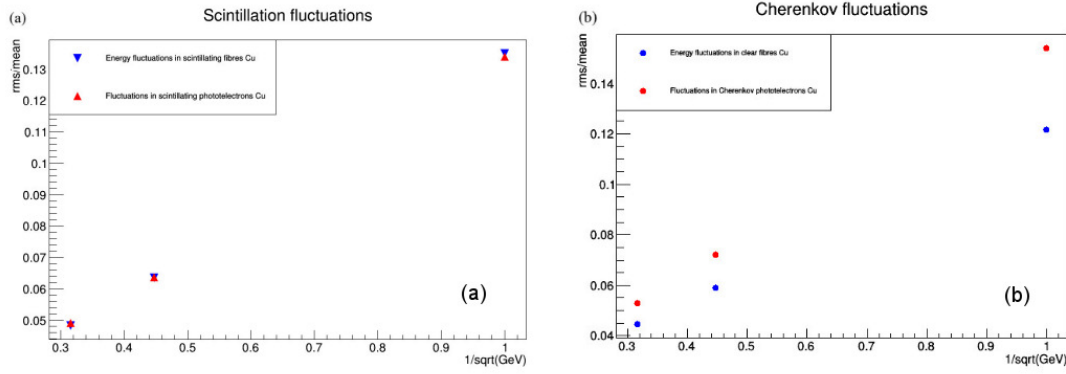 (a)
Scintillation fluctuations
rms/mean
Energy fluctuations in scintillating fibres Cu
Fluctuations in scintillating phototelectrons Cu
0.13
0.12
0.11
0.1
0.09
0.08
0.07
0.06
0.05
(a)
0.3 0.4 0.5 0.6 0.7 0.8 0.9 1
1/sqrt(GeV)
(b)
Cherenkov fluctuations
rms/mean
Energy fluctuations in clear fibres Cu
Fluctuations in Cherenkov phototelectrons Cu
0.14
0.12
0.1
0.08
0.06
0.04
(b)
0.3 0.4 0.5 0.6 0.7 0.8 0.9 1
1/sqrt(GeV)